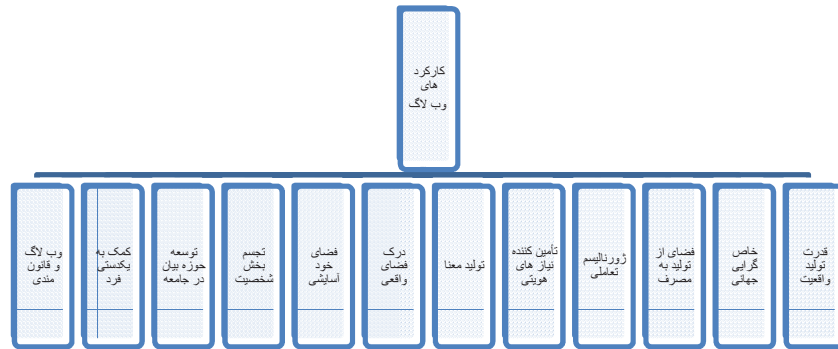 کارکرد
های
وب لاگ
قدرت
تولید
واقعیت
خاص
گرایی
جهانی
فضای از
تولید به
مصرف
ژورنالیسم
تعاملی
تأمین کننده
نیاز های
هویتی
تولید معنا
درک
فضای
واقعی
فضای
خود
آسایشی
تجسم
بخش
شخصیت
توسعه
حوزه بیان
در جامعه
کمک به
یکدستی
فرد
وب لاگ
و قانون
مندی